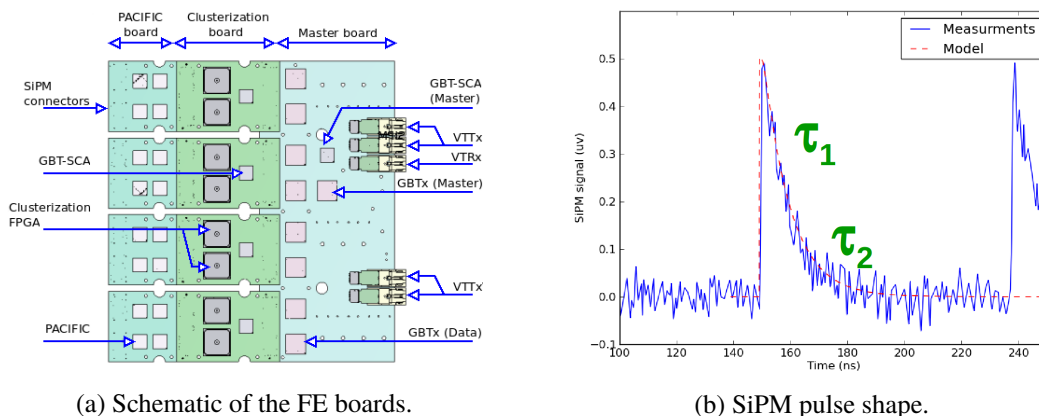 PACIFIC
board
Clusterization
board
Master board
SiPM
connectors
GBT-SCA
Clusterization
FPGA
PACIFIC
GBT-SCA
(Master)
VTTx
VTRx
GBTx (Master)
VTTx
GBTx (Data)
(a) Schematic of the FE boards.
Measurments
Model
SiPM signal (uv)
0.5
0.4
0.3
0.2
0.1
0.0
−0.1
τ1
τ2
100
120
140
160
180
200
220
240
Time (ns)
(b) SiPM pulse shape.